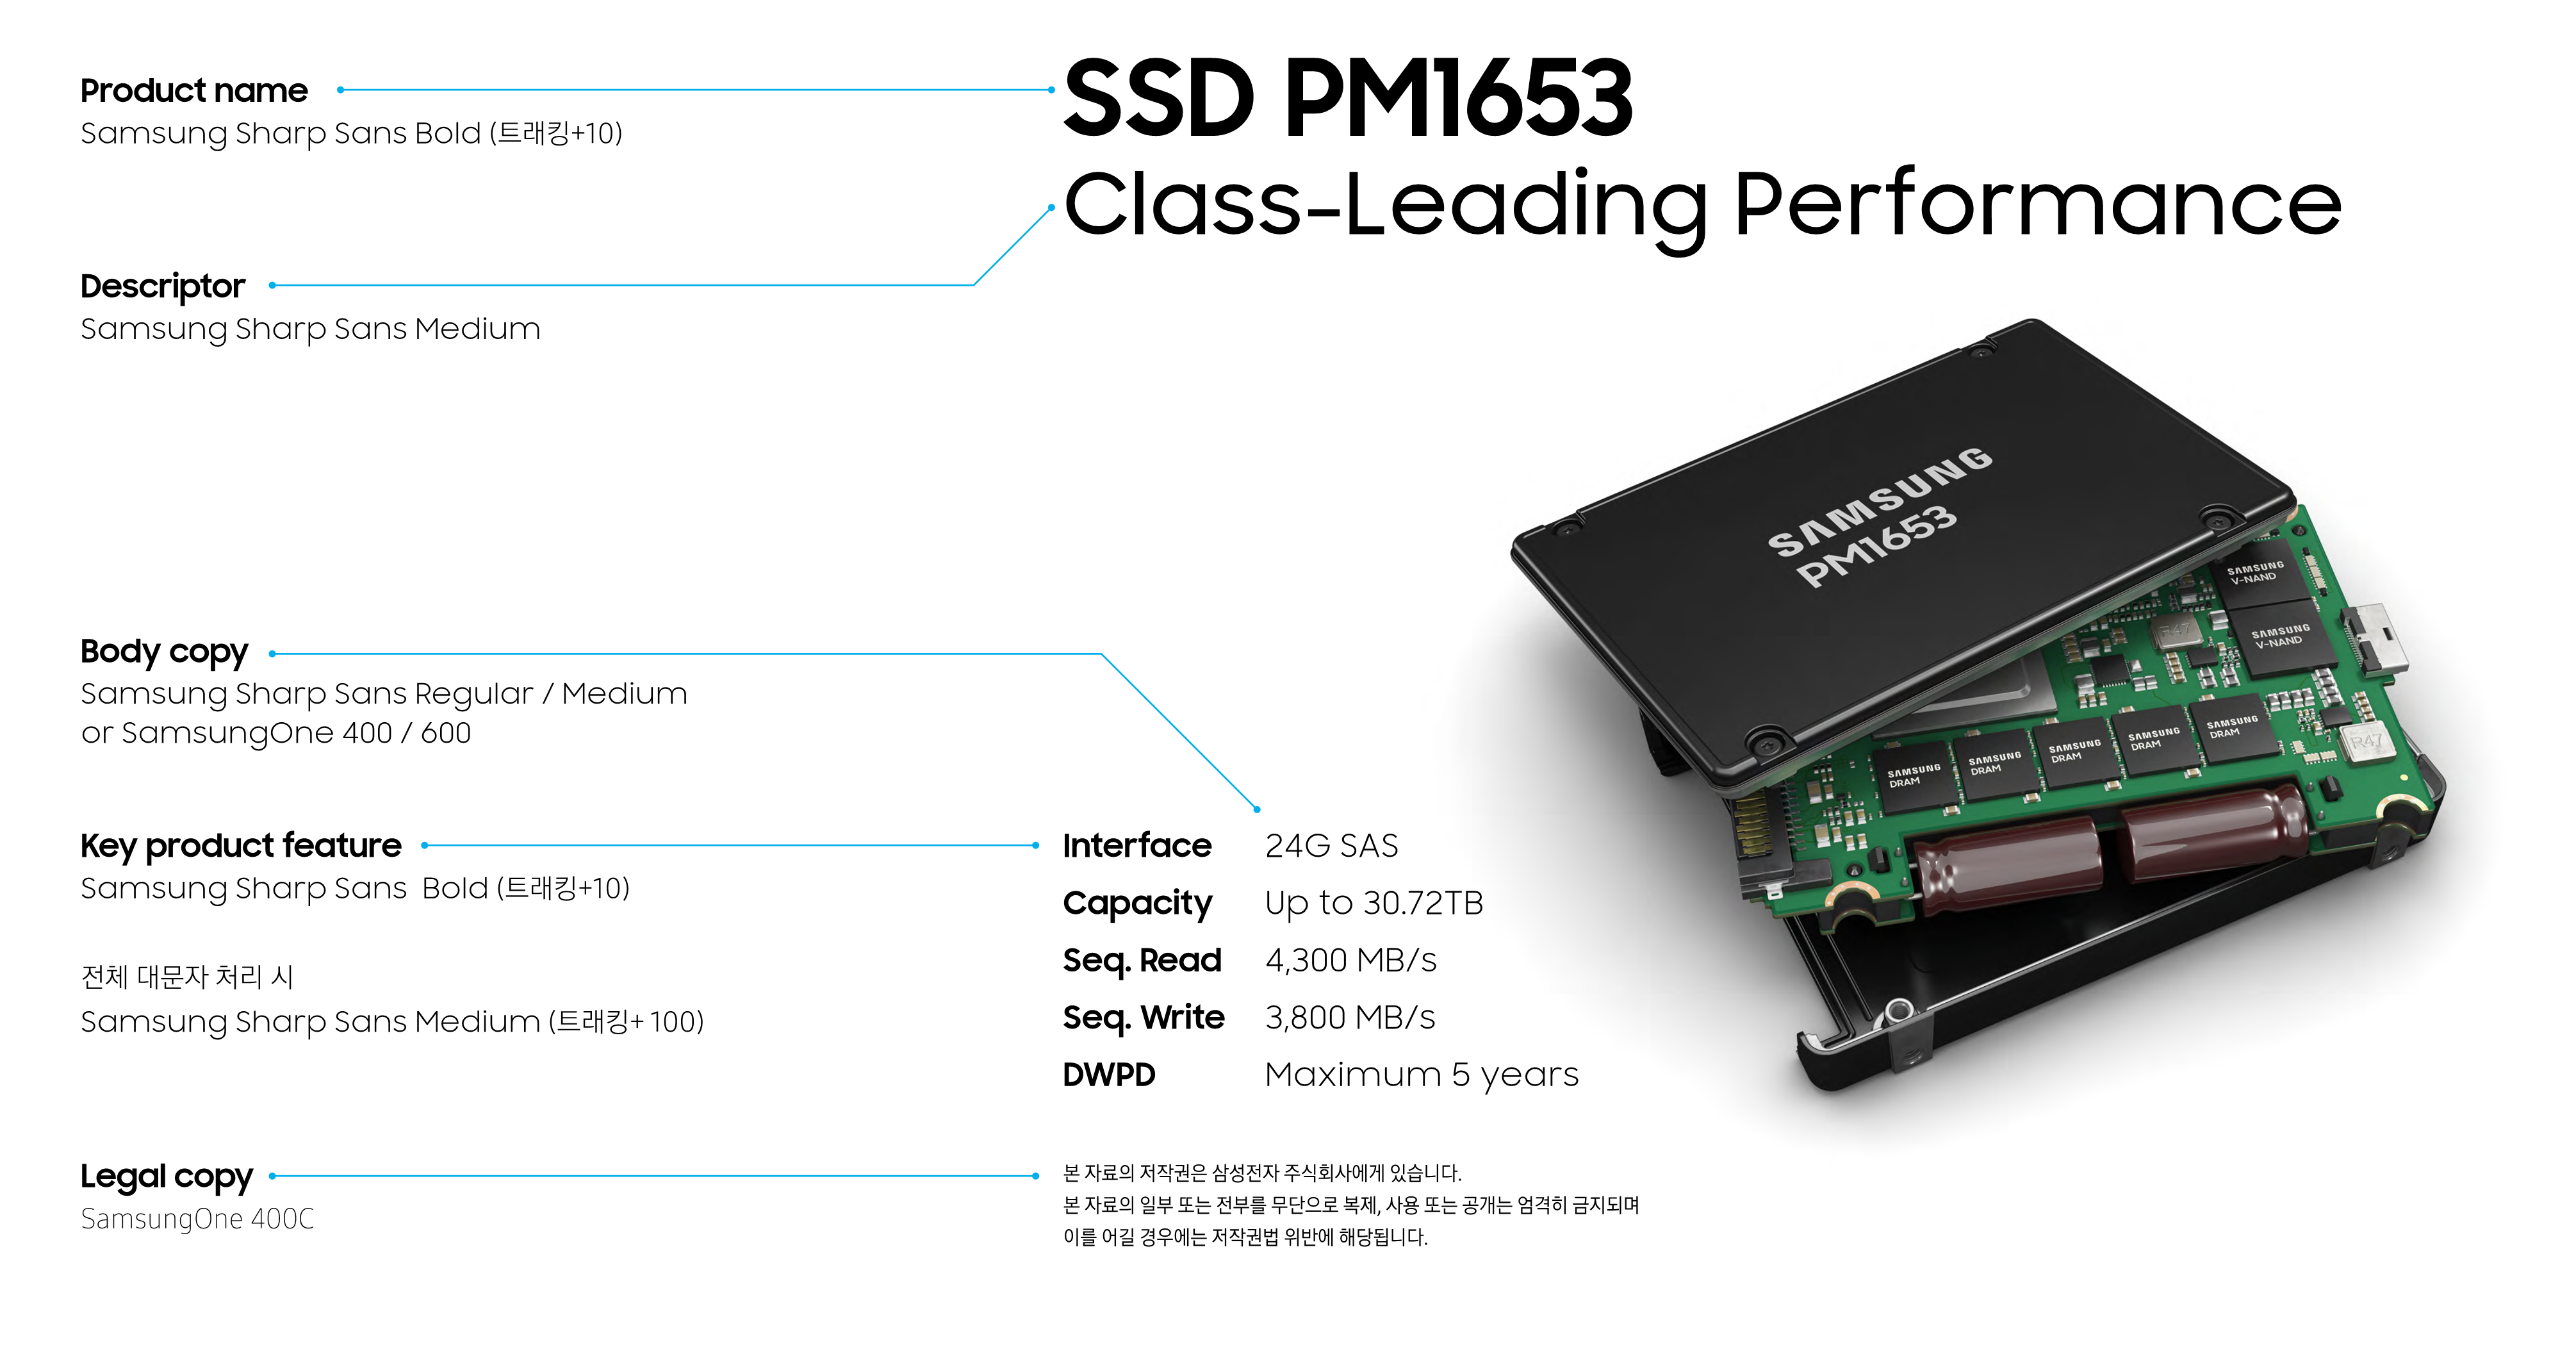 Product name
Samsung Sharp Sans Bold (트래킹+10)
Descriptor
Samsung Sharp Sans Medium
Body copy
Samsung Sharp Sans Regular / Medium
or SamsungOne 400 / 600
Key product feature
Samsung Sharp Sans  Bold (트래킹+10)
전체 대문자 처리 시
Samsung Sharp Sans Medium (트래킹+ 100)
Legal copy
SamsungOne 400C
SSD PM1653
Class-Leading Performance
Interface 24G SAS
Capacity Up to 30.72TB
Seq. Read 4,300 MB/s
Seq. Write 3,800 MB/s
DWPD Maximum 5 years
본 자료의 저작권은 삼성전자 주식회사에게 있습니다.
본 자료의 일부 또는 전부를 무단으로 복제, 사용 또는 공개는 엄격히 금지되며
이를 어길 경우에는 저작권법 위반에 해당됩니다.
SAMSUNG
PM1653
SAMSUNG
V-NAND
SAMSUNG
V-NAND
R47
SAMSUNG
DRAM
SAMSUNG
DRAM
SAMSUNG
DRAM
SAMSUNG
DRAM
SAMSUNG
DRAM
R47